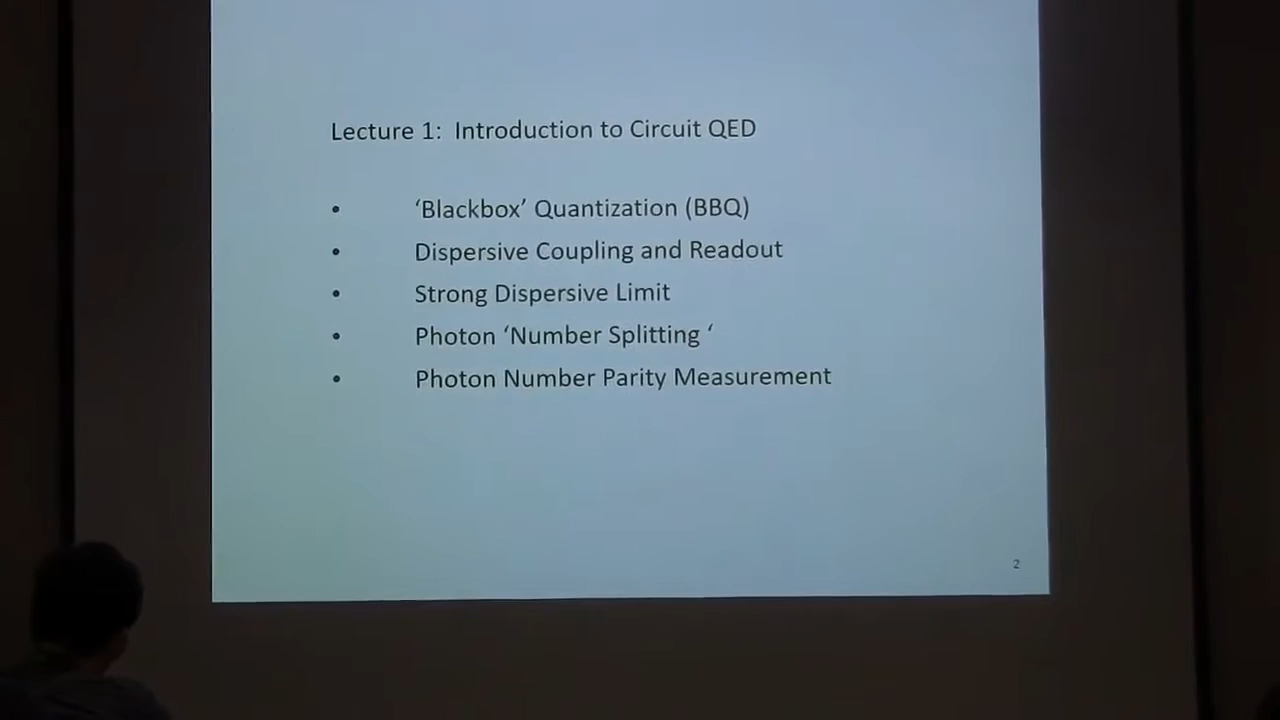 Lecture 1: Introduction to Circuit QED
• ‘Blackbox’ Quantization (BBQ)
• Dispersive Coupling and Readout
• Strong Dispersive Limit
• Photon ‘Number Splitting ‘
• Photon Number Parity Measurement
2